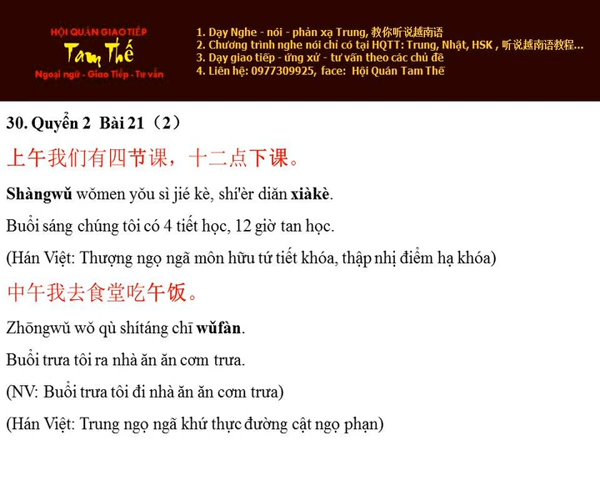 HỘI QUÁN GIAO TIẾP
Tam Thế
Ngoại ngữ - Giao Tiếp - Tư vấn
1. Dạy Nghe - nói - phản xạ Trung, 教你听说越南语
2. Chương trình nghe nói chỉ có tại HQTT: Trung, Nhật, HSK , 听说越南语教程...
3. Dạy giao tiếp - ứng xử - tư vấn theo các chủ đề
4. Liên hệ: 0977309925, face: Hội Quán Tam Thế
30. Quyển 2 Bài 21（2）
上午我们有四节课，十二点下课。
Shàngwǔ wǒmen yǒu sì jié kè, shí'èr diǎn xiàkè.
Buổi sáng chúng tôi có 4 tiết học, 12 giờ tan học.
(Hán Việt: Thượng ngọ ngã môn hữu tứ tiết khóa, thập nhị điểm hạ khóa)
中午我去食堂吃午饭。
Zhōngwǔ wǒ qù shítáng chī wǔfàn.
Buổi trưa tôi ra nhà ăn ăn cơm trưa.
(NV: Buổi trưa tôi đi nhà ăn ăn cơm trưa)
(Hán Việt: Trung ngọ ngã khứ thực đường cật ngọ phạn)